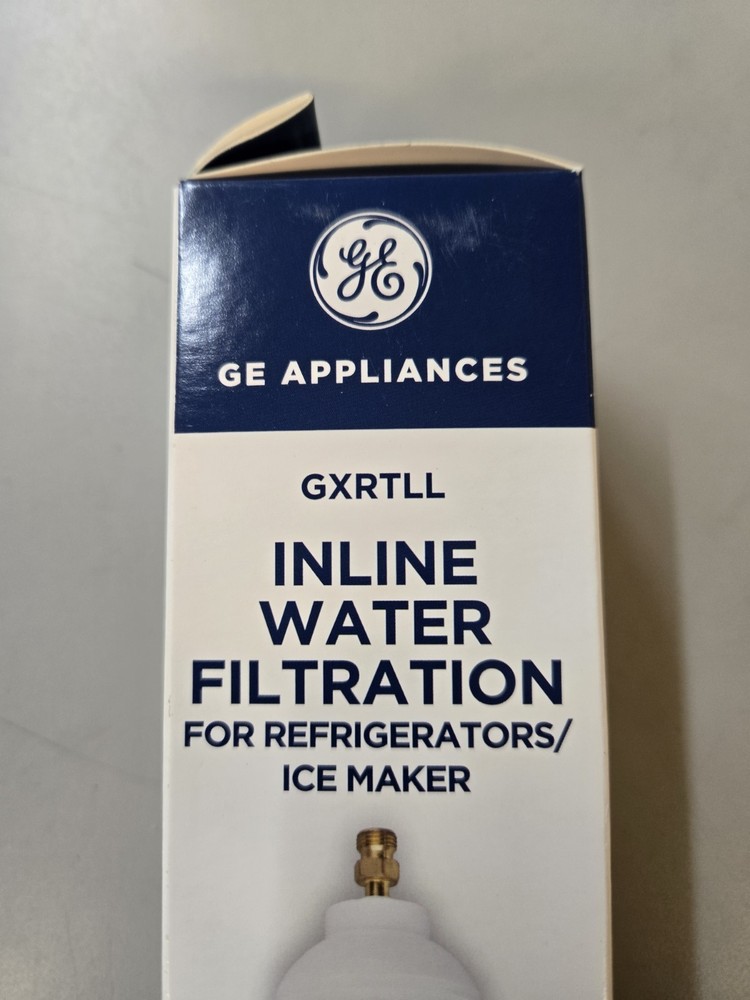 GE
GE APPLIANCES
GXRTLL
INLINE
WATER
FILTRATION
FOR REFRIGERATORS/
ICE MAKER